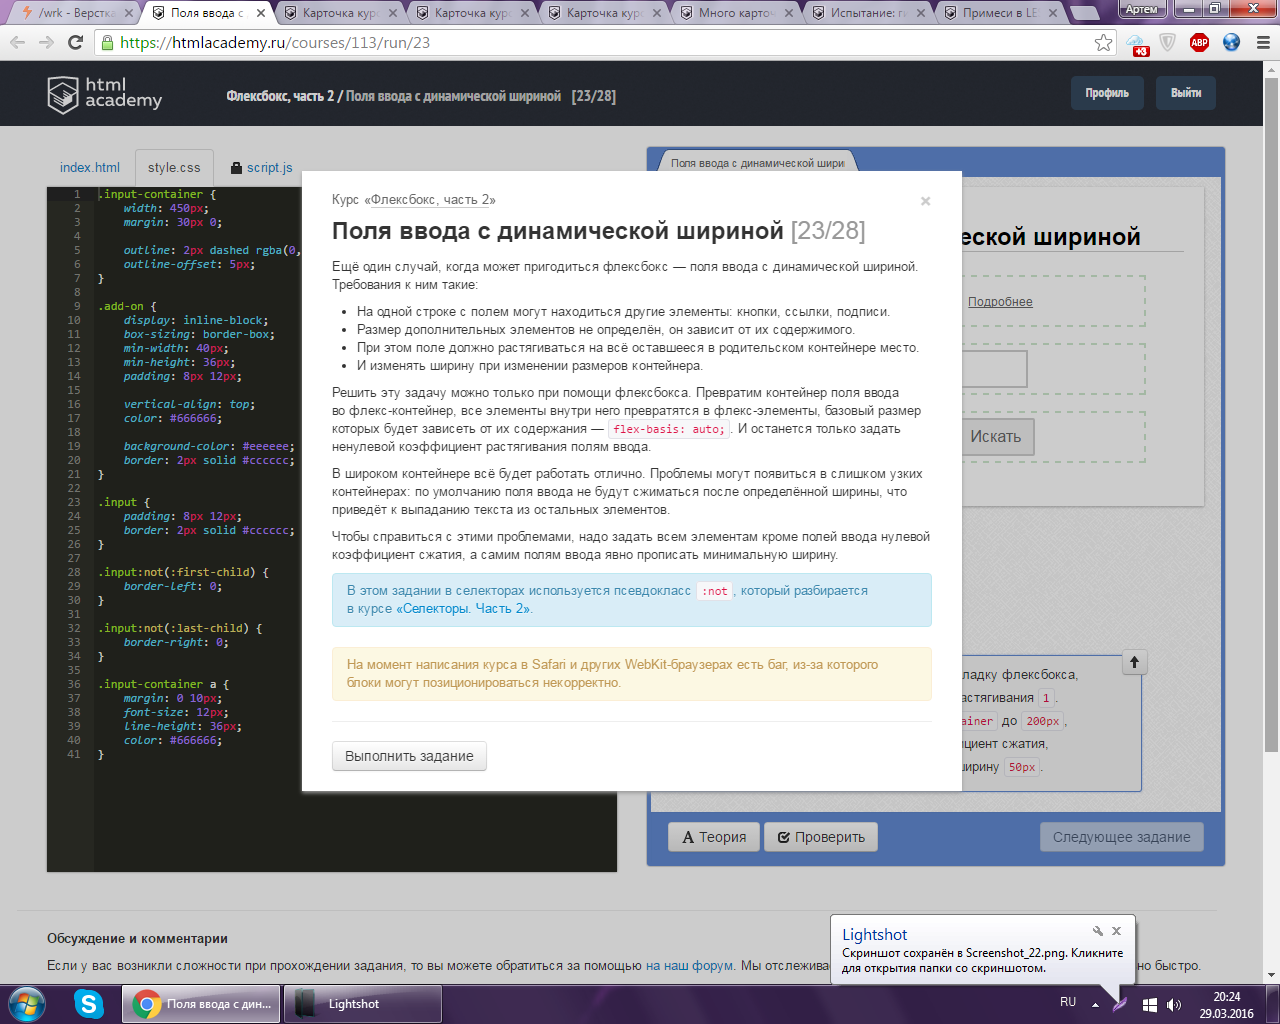 /wrk - Верстка
Поля ввода с
Карточка кур
Карточка кур
Карточка кур
Много карточ
Испытание: г
Примеси в LE
Артем
https://htmlacademy.ru/courses/113/run/23
+3
ABP
html
academy
Флексбокс, часть 2 / Поля ввода с динамической шириной [23/28]
Профиль
Выйти
index.html
style.css
script.js
Поля ввода с динамической шири
1 .input-container {
2 width: 450px;
3 margin: 30px 0;
4
5 outline: 2px dashed rgba(0,
6 outline-offset: 5px;
7 }
8
9 .add-on {
10 display: inline-block;
11 box-sizing: border-box;
12 min-width: 40px;
13 min-height: 36px;
14 padding: 8px 12px;
15
16 vertical-align: top;
17 color: #666666;
18
19 background-color: #eeeeee;
20 border: 2px solid #cccccc;
21 }
22
23 .input {
24 padding: 8px 12px;
25 border: 2px solid #cccccc;
26 }
27
28 .input:not(:first-child) {
29 border-left: 0;
30 }
31
32 .input:not(:last-child) {
33 border-right: 0;
34 }
35
36 .input-container a {
37 margin: 0 10px;
38 font-size: 12px;
39 line-height: 36px;
40 color: #666666;
41 }
Курс «Флексбокс, часть 2»
×
Поля ввода с динамической шириной [23/28]
Ещё один случай, когда может пригодиться флексбокс — поля ввода с динамической шириной.
Требования к ним такие:
• На одной строке с полем могут находиться другие элементы: кнопки, ссылки, подписи.
• Размер дополнительных элементов не определён, он зависит от их содержимого.
• При этом поле должно растягиваться на всё оставшееся в родительском контейнере место.
• И изменять ширину при изменении размеров контейнера.
Решить эту задачу можно только при помощи флексбокса. Превратим контейнер поля ввода
во флекс-контейнер, все элементы внутри него превратятся в флекс-элементы, базовый размер
которых будет зависеть от их содержания — flex-basis: auto;. И останется только задать
ненулевой коэффициент растягивания полям ввода.
В широком контейнере всё будет работать отлично. Проблемы могут появиться в слишком узких
контейнерах: по умолчанию поля ввода не будут сжиматься после определённой ширины, что
приведёт к выпаданию текста из остальных элементов.
Чтобы справиться с этими проблемами, надо задать всем элементам кроме полей ввода нулевой
коэффициент сжатия, а самим полям ввода явно прописать минимальную ширину.
В этом задании в селекторах используется псевдокласс :not, который разбирается
в курсе «Селекторы. Часть 2».
На момент написания курса в Safari и других WebKit-браузерах есть баг, из-за которого
блоки могут позиционироваться некорректно.
Выполнить задание
ческой шириной
Подробнее
Искать
ладку флексбокса,
астягивания 1.
ainer до 200px,
циент сжатия,
ширину 50px.
Теория
Проверить
Следующее задание
Обсуждение и комментарии
Если у вас возникли сложности при прохождении задания, то вы можете обратиться за помощью на наш форум. Мы отслежива
но быстро.
Lightshot
Скриншот сохранён в Screenshot_22.png. Кликните
для открытия папки со скриншотом.
Поля ввода с дин...
Lightshot
RU
20:24
29.03.2016